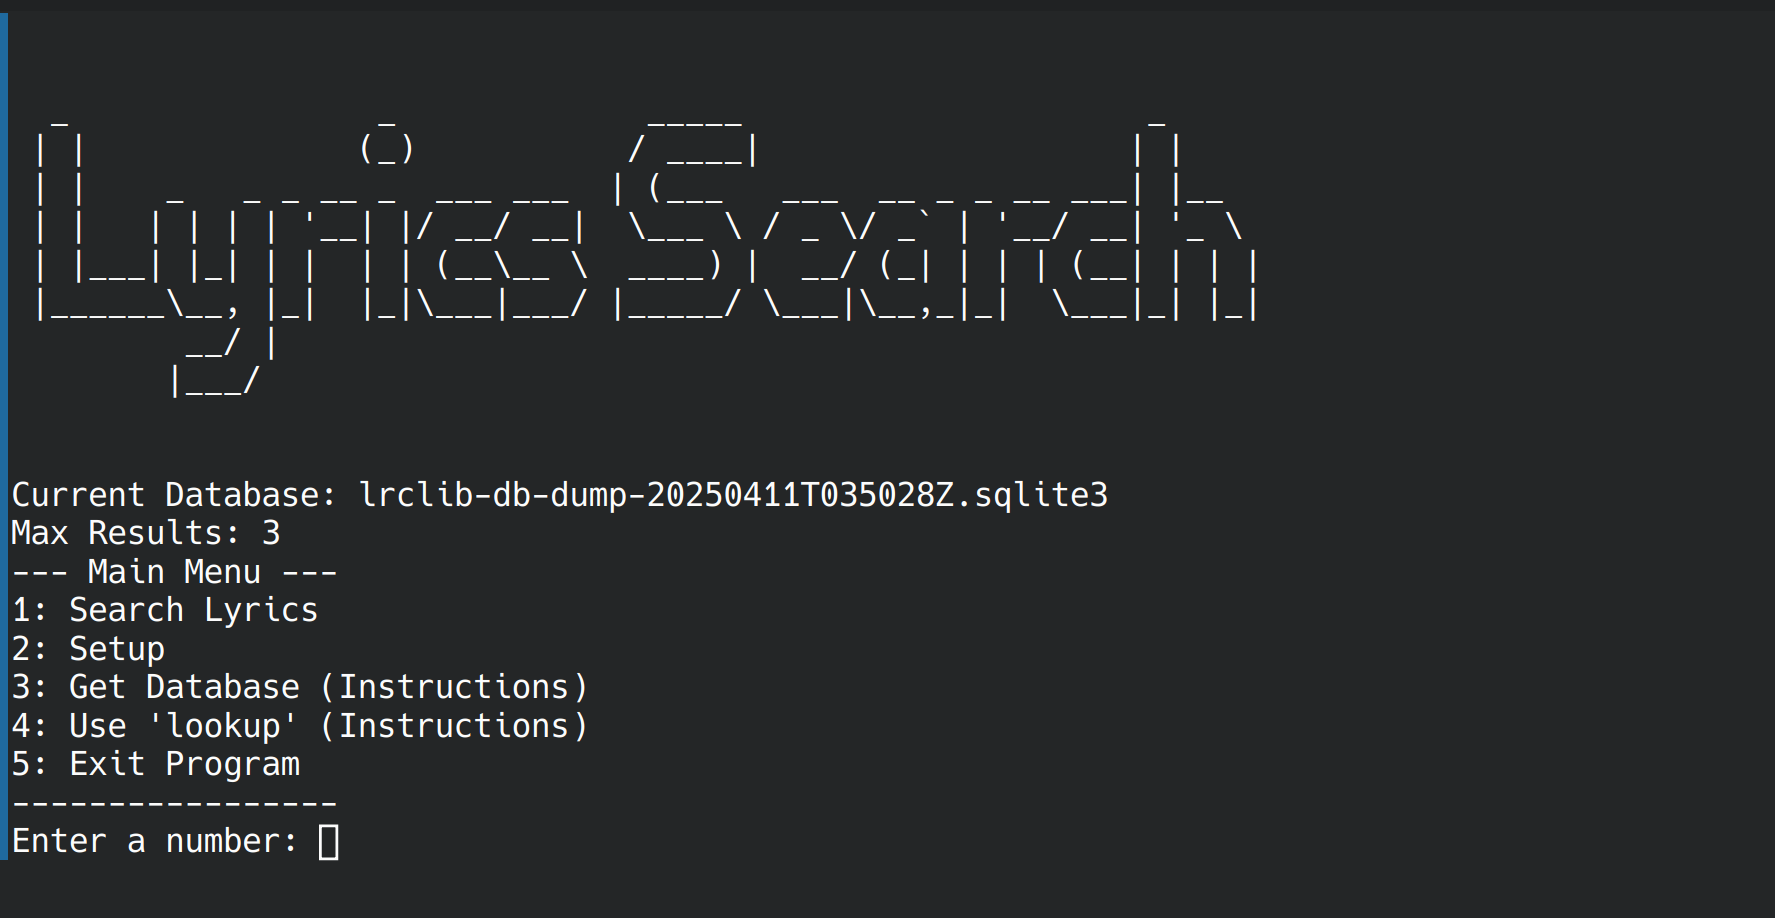 Lyrics Search
Current Database: lrclib-db-dump-20250411T035028Z.sqlite3
Max Results: 3
--- Main Menu ---
1: Search Lyrics
2: Setup
3: Get Database (Instructions)
4: Use 'lookup' (Instructions)
5: Exit Program
-----------------
Enter a number: